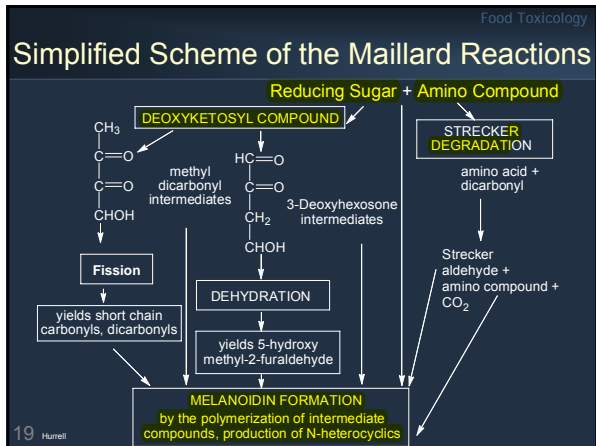 Food Toxicology
Simplified Scheme of the Maillard Reactions
Reducing Sugar + Amino Compound
DEOXYKETOSYL COMPOUND
STRECKER
DEGRADATION
CH3
C=O
C=O
CHOH
methyl
dicarbonyl
intermediates
HC=O
C=O
CH2
CHOH
3-Deoxyhexosone
intermediates
amino acid +
dicarbonyl
Fission
DEHYDRATION
Strecker
aldehyde +
amino compound +
CO2
yields short chain
carbonyls, dicarbonyls
yields 5-hydroxy
methyl-2-furaldehyde
MELANOIDIN FORMATION
by the polymerization of intermediate
compounds, production of N-heterocyclics
19 Hurrell